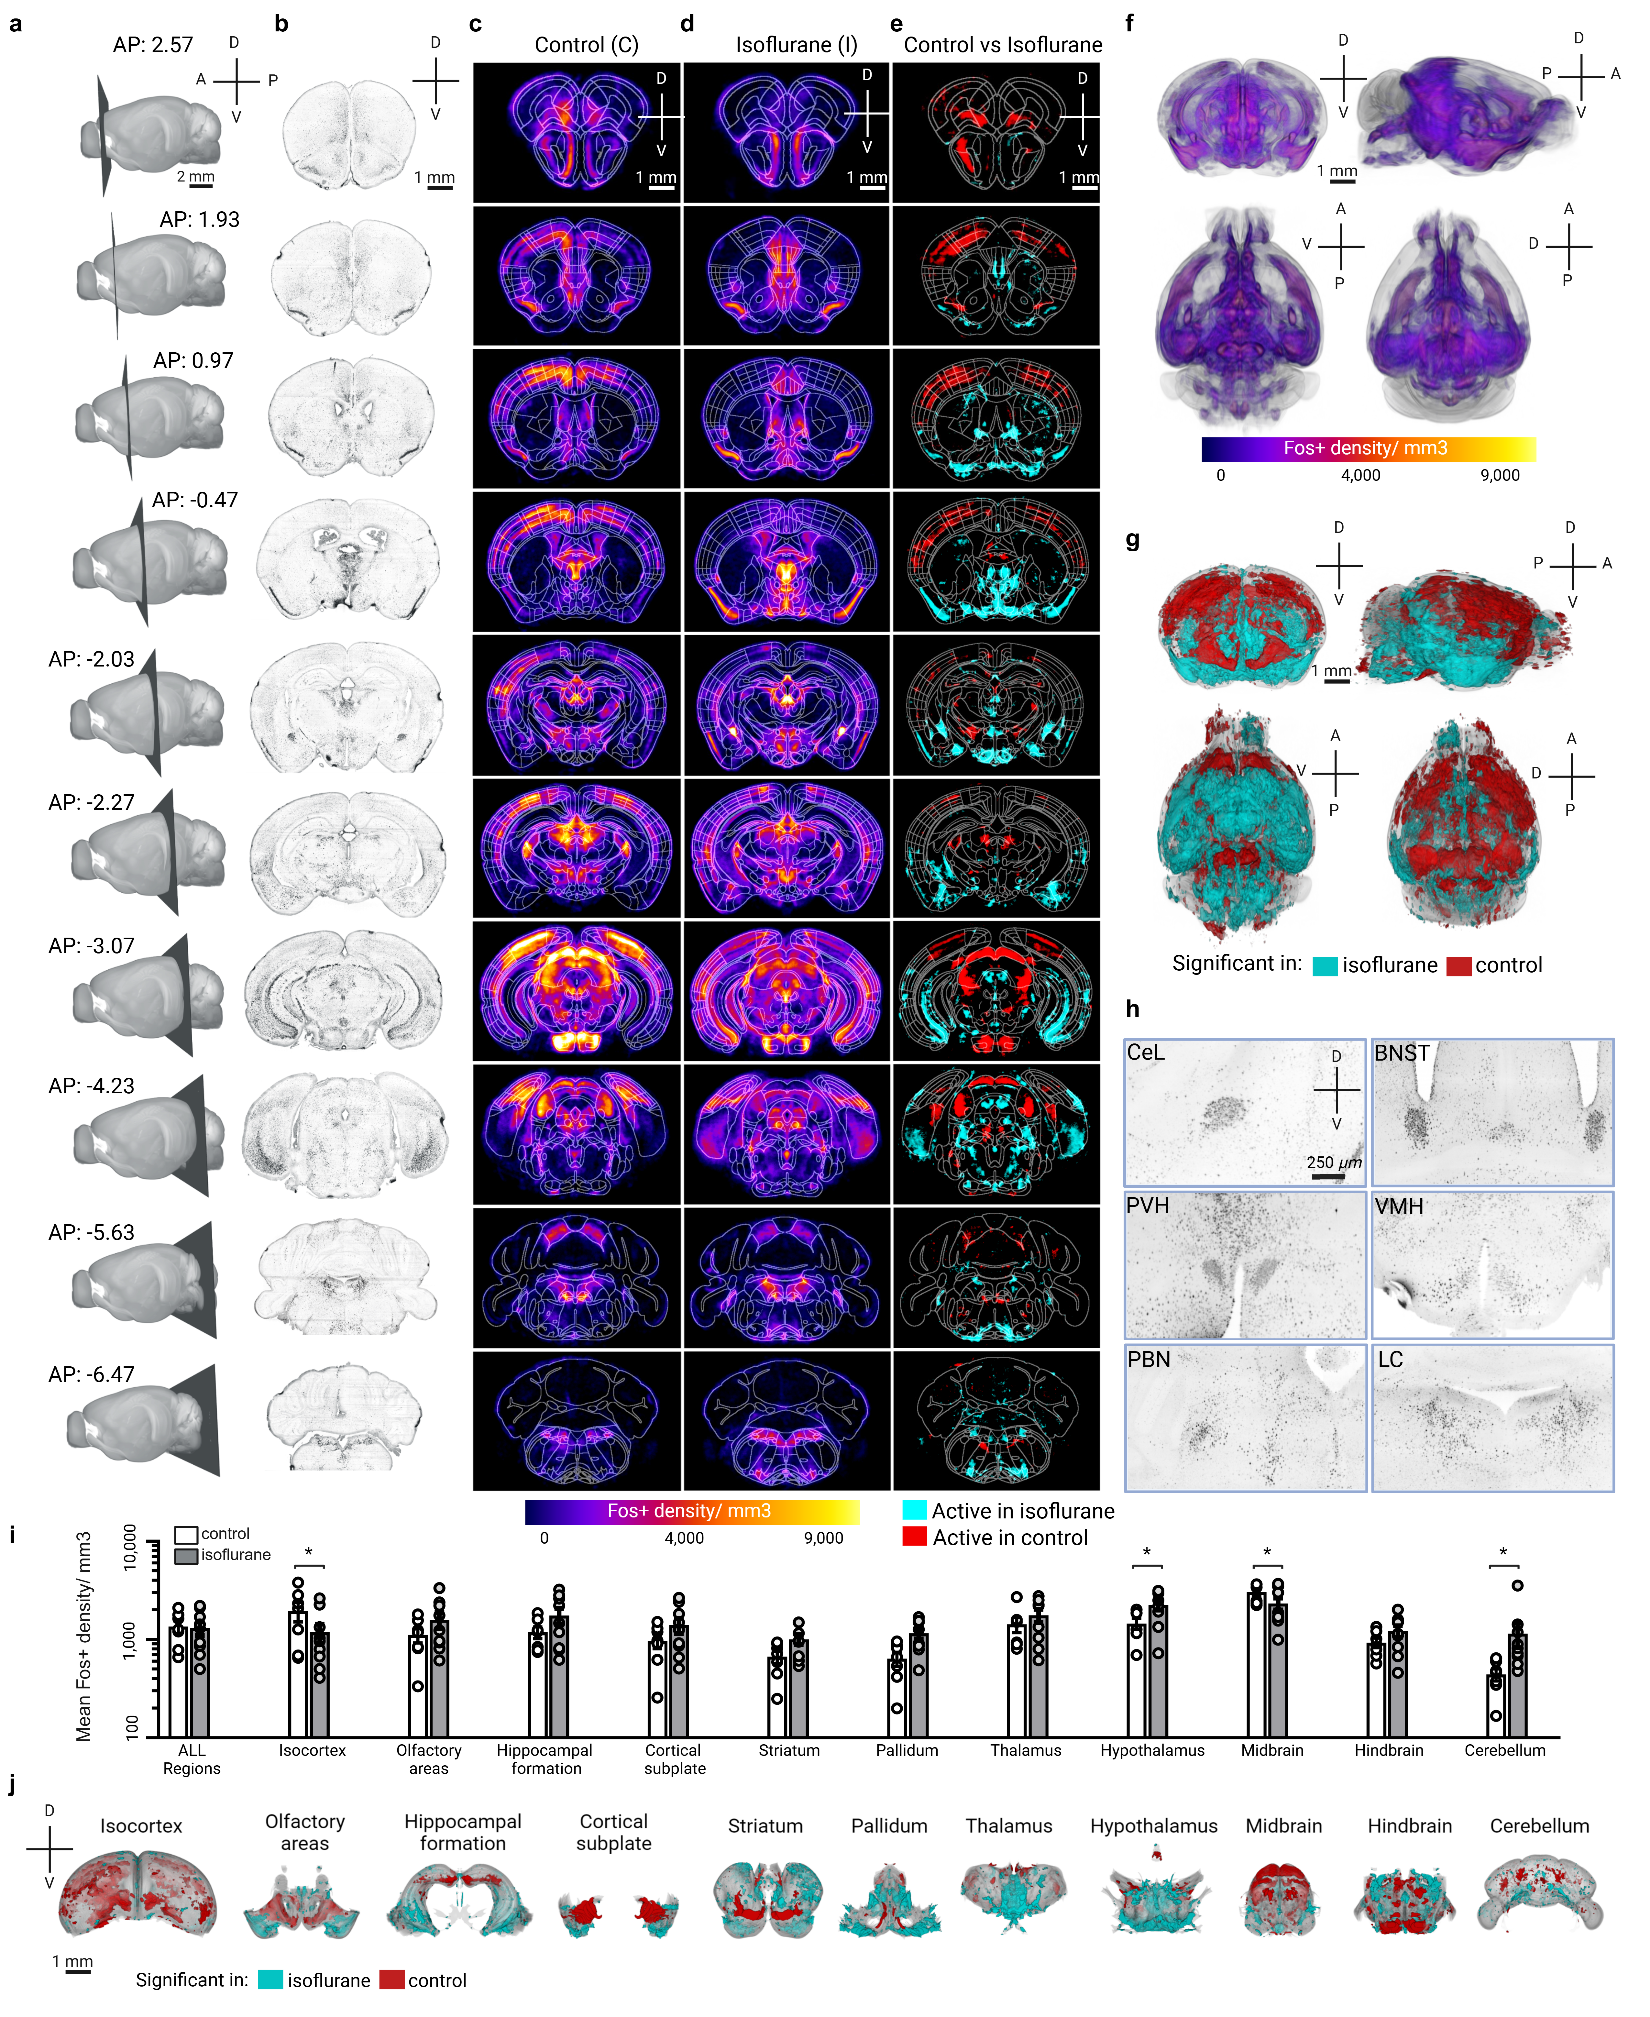 a
b
c
d
e
f
AP: 2.57
D
A
P
V
2 mm
D
V
1 mm
Control (C)
Isoflurane (I)
Control vs Isoflurane
D
V
1 mm
D
V
1 mm
D
V
1 mm
AP: 1.93
AP: 0.97
AP: -0.47
AP: -2.03
AP: -2.27
AP: -3.07
AP: -4.23
AP: -5.63
AP: -6.47
Fos+ density/ mm3
0
4,000
9,000
Active in isoflurane
Active in control
D
V
1 mm
D
P
A
V
A
V
P
A
D
P
Fos+ density/ mm3
0
4,000
9,000
g
D
V
1 mm
D
P
A
V
A
V
P
A
D
P
Significant in: isoflurane control
h
CeL
D
V
250 µm
BNST
PVH
VMH
PBN
LC
i
Mean Fos+ density/ mm3
10,000
1,000
100
control
isoflurane
*
*
*
*
ALL Regions
Isocortex
Olfactory areas
Hippocampal formation
Cortical subplate
Striatum
Pallidum
Thalamus
Hypothalamus
Midbrain
Hindbrain
Cerebellum
j
D
V
Isocortex
Olfactory areas
Hippocampal formation
Cortical subplate
Striatum
Pallidum
Thalamus
Hypothalamus
Midbrain
Hindbrain
Cerebellum
1 mm
Significant in: isoflurane control